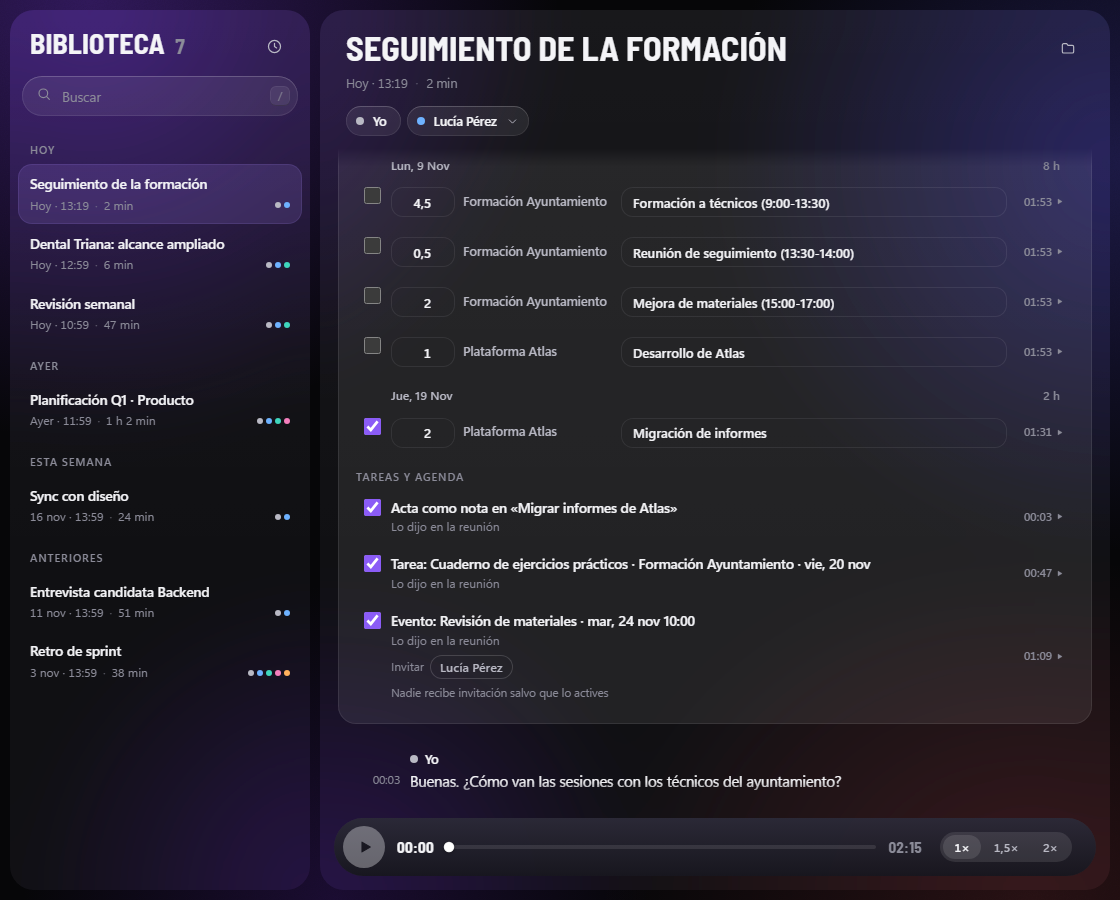 BIBLIOTECA 7
Buscar /
HOY
Seguimiento de la formación
Hoy · 13:19 · 2 min
Dental Triana: alcance ampliado
Hoy · 12:59 · 6 min
Revisión semanal
Hoy · 10:59 · 47 min
AYER
Planificación Q1 · Producto
Ayer · 11:59 · 1 h 2 min
ESTA SEMANA
Sync con diseño
16 nov · 13:59 · 24 min
ANTERIORES
Entrevista candidata Backend
11 nov · 13:59 · 51 min
Retro de sprint
3 nov · 13:59 · 38 min
SEGUIMIENTO DE LA FORMACIÓN
Hoy · 13:19 · 2 min
Yo Lucía Pérez
Lun, 9 Nov 8 h
4,5 Formación Ayuntamiento Formación a técnicos (9:00-13:30) 01:53
0,5 Formación Ayuntamiento Reunión de seguimiento (13:30-14:00) 01:53
2 Formación Ayuntamiento Mejora de materiales (15:00-17:00) 01:53
1 Plataforma Atlas Desarrollo de Atlas 01:53
Jue, 19 Nov 2 h
2 Plataforma Atlas Migración de informes 01:31
TAREAS Y AGENDA
Acta como nota en «Migrar informes de Atlas»
Lo dijo en la reunión 00:03
Tarea: Cuaderno de ejercicios prácticos · Formación Ayuntamiento · vie, 20 nov
Lo dijo en la reunión 00:47
Evento: Revisión de materiales · mar, 24 nov 10:00
Lo dijo en la reunión
Invitar Lucía Pérez 01:09
Nadie recibe invitación salvo que lo actives
Yo
00:03 Buenas. ¿Cómo van las sesiones con los técnicos del ayuntamiento?
00:00 02:15 1× 1,5× 2×